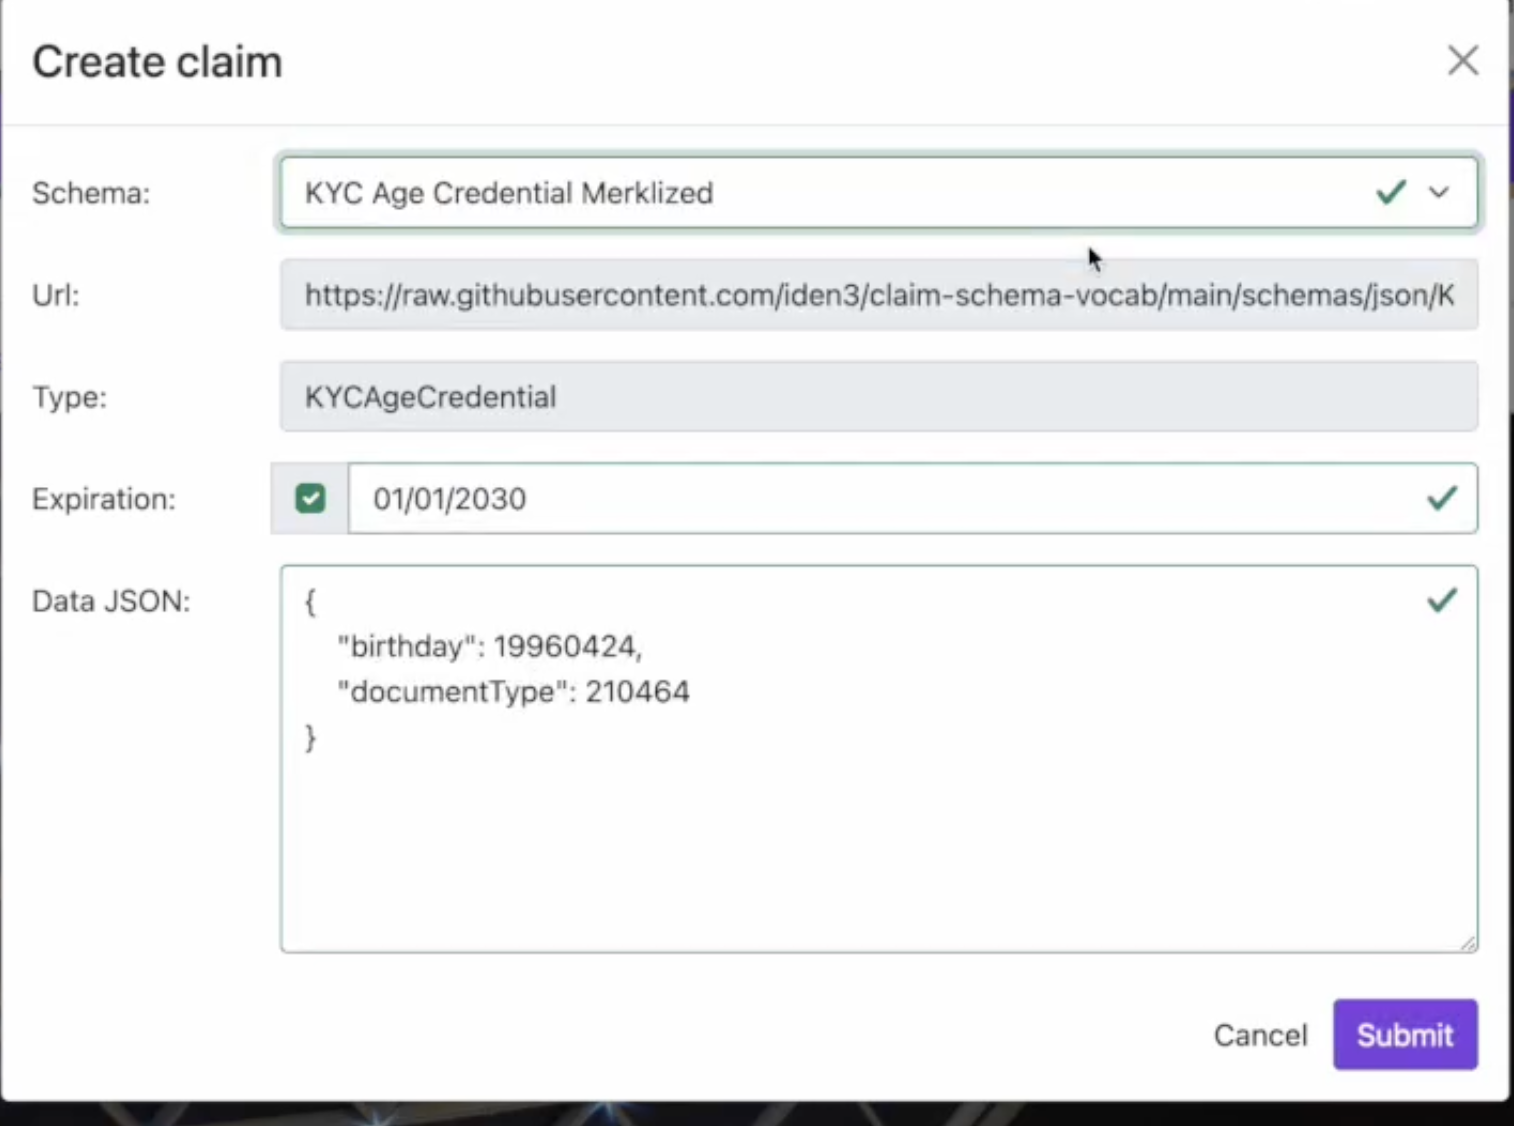 Create claim
Schema:
KYC Age Credential Merklized
Url:
https://raw.githubusercontent.com/iden3/claim-schema-vocab/main/schemas/json/K
Type:
KYCAgeCredential
Expiration:
01/01/2030
Data JSON:
{
"birthday": 19960424,
"documentType": 210464
}
Cancel
Submit